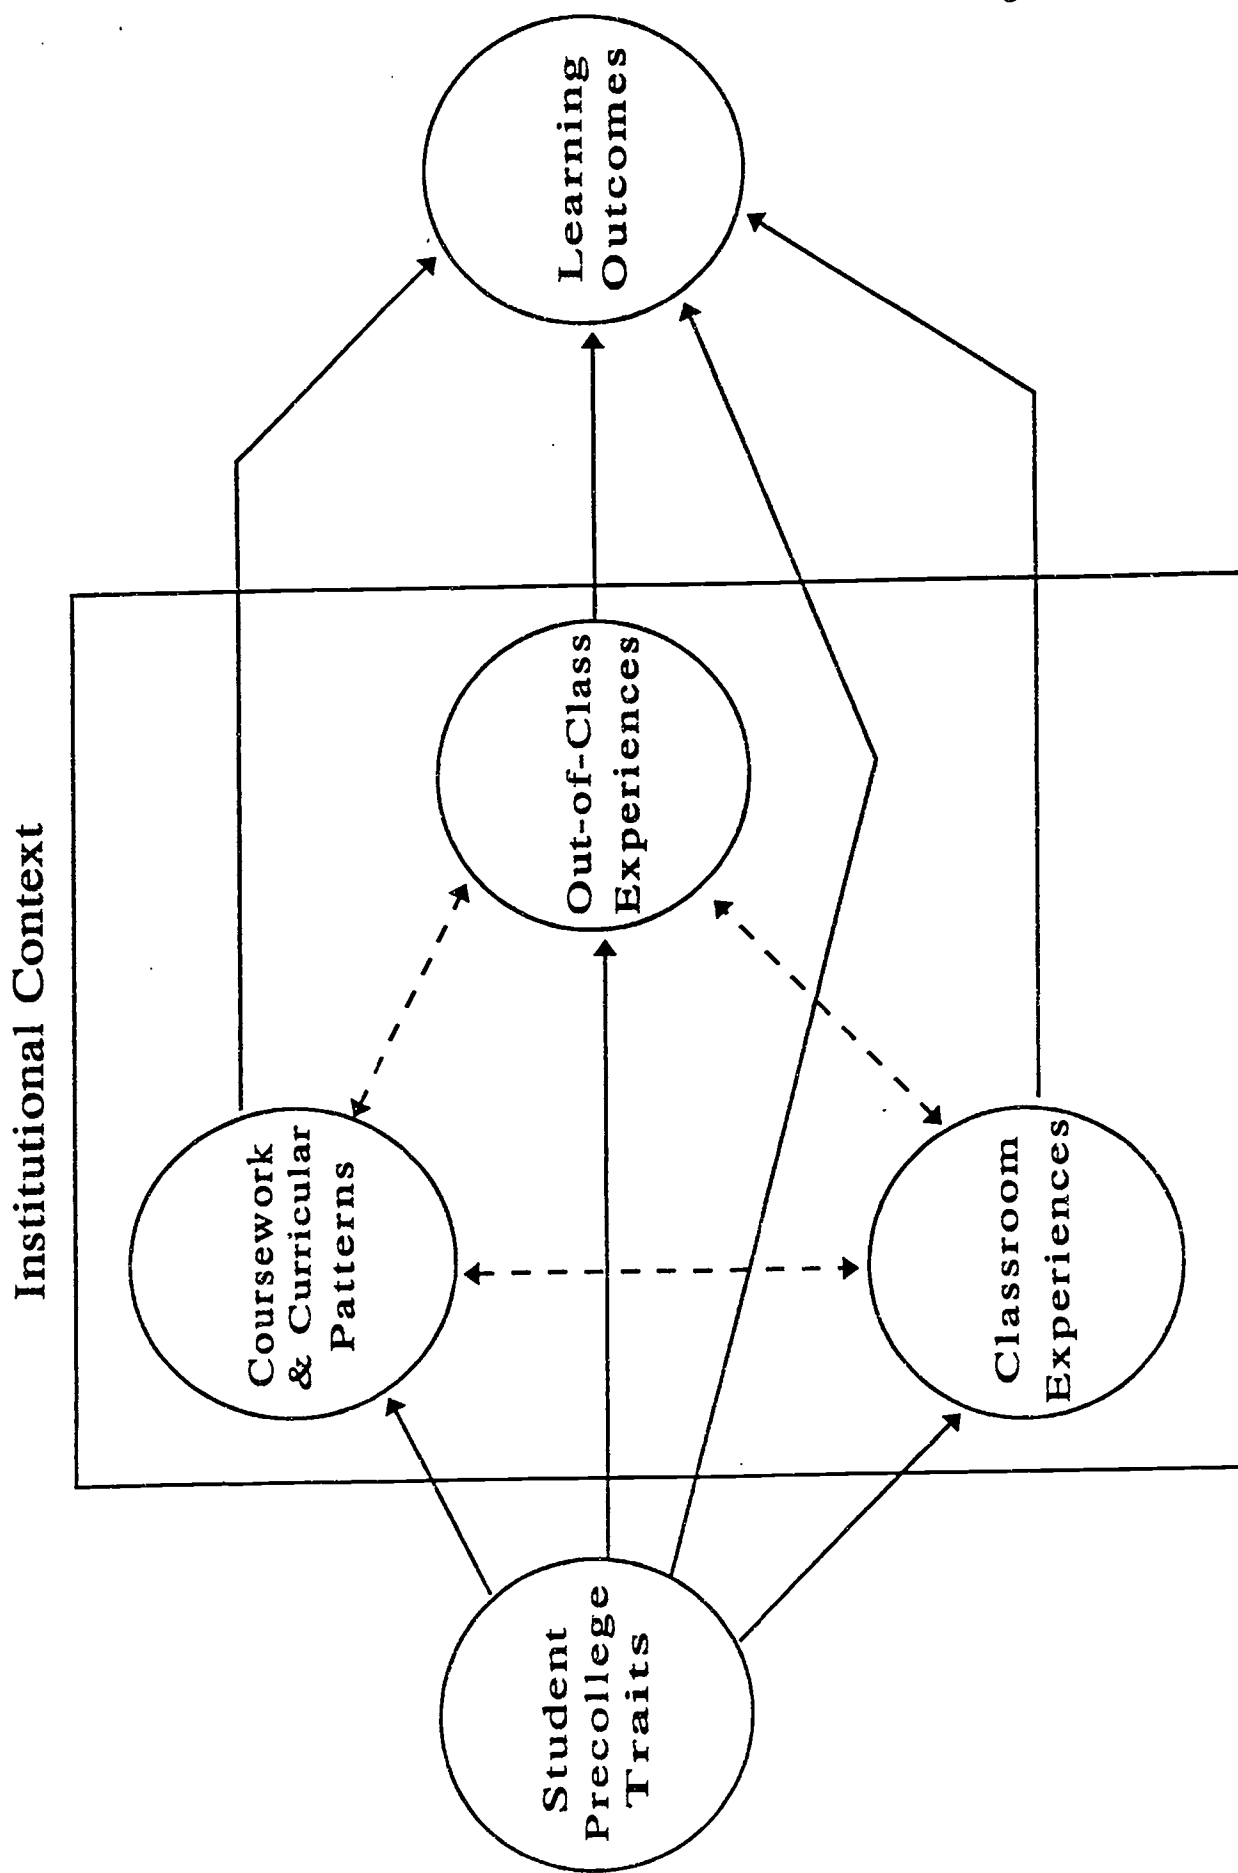 Institutional Context
Student
Precollege
Traits
Coursework
& Curricular
Patterns
Classroom
Experiences
Out-of-Class
Experiences
Learning
Outcomes